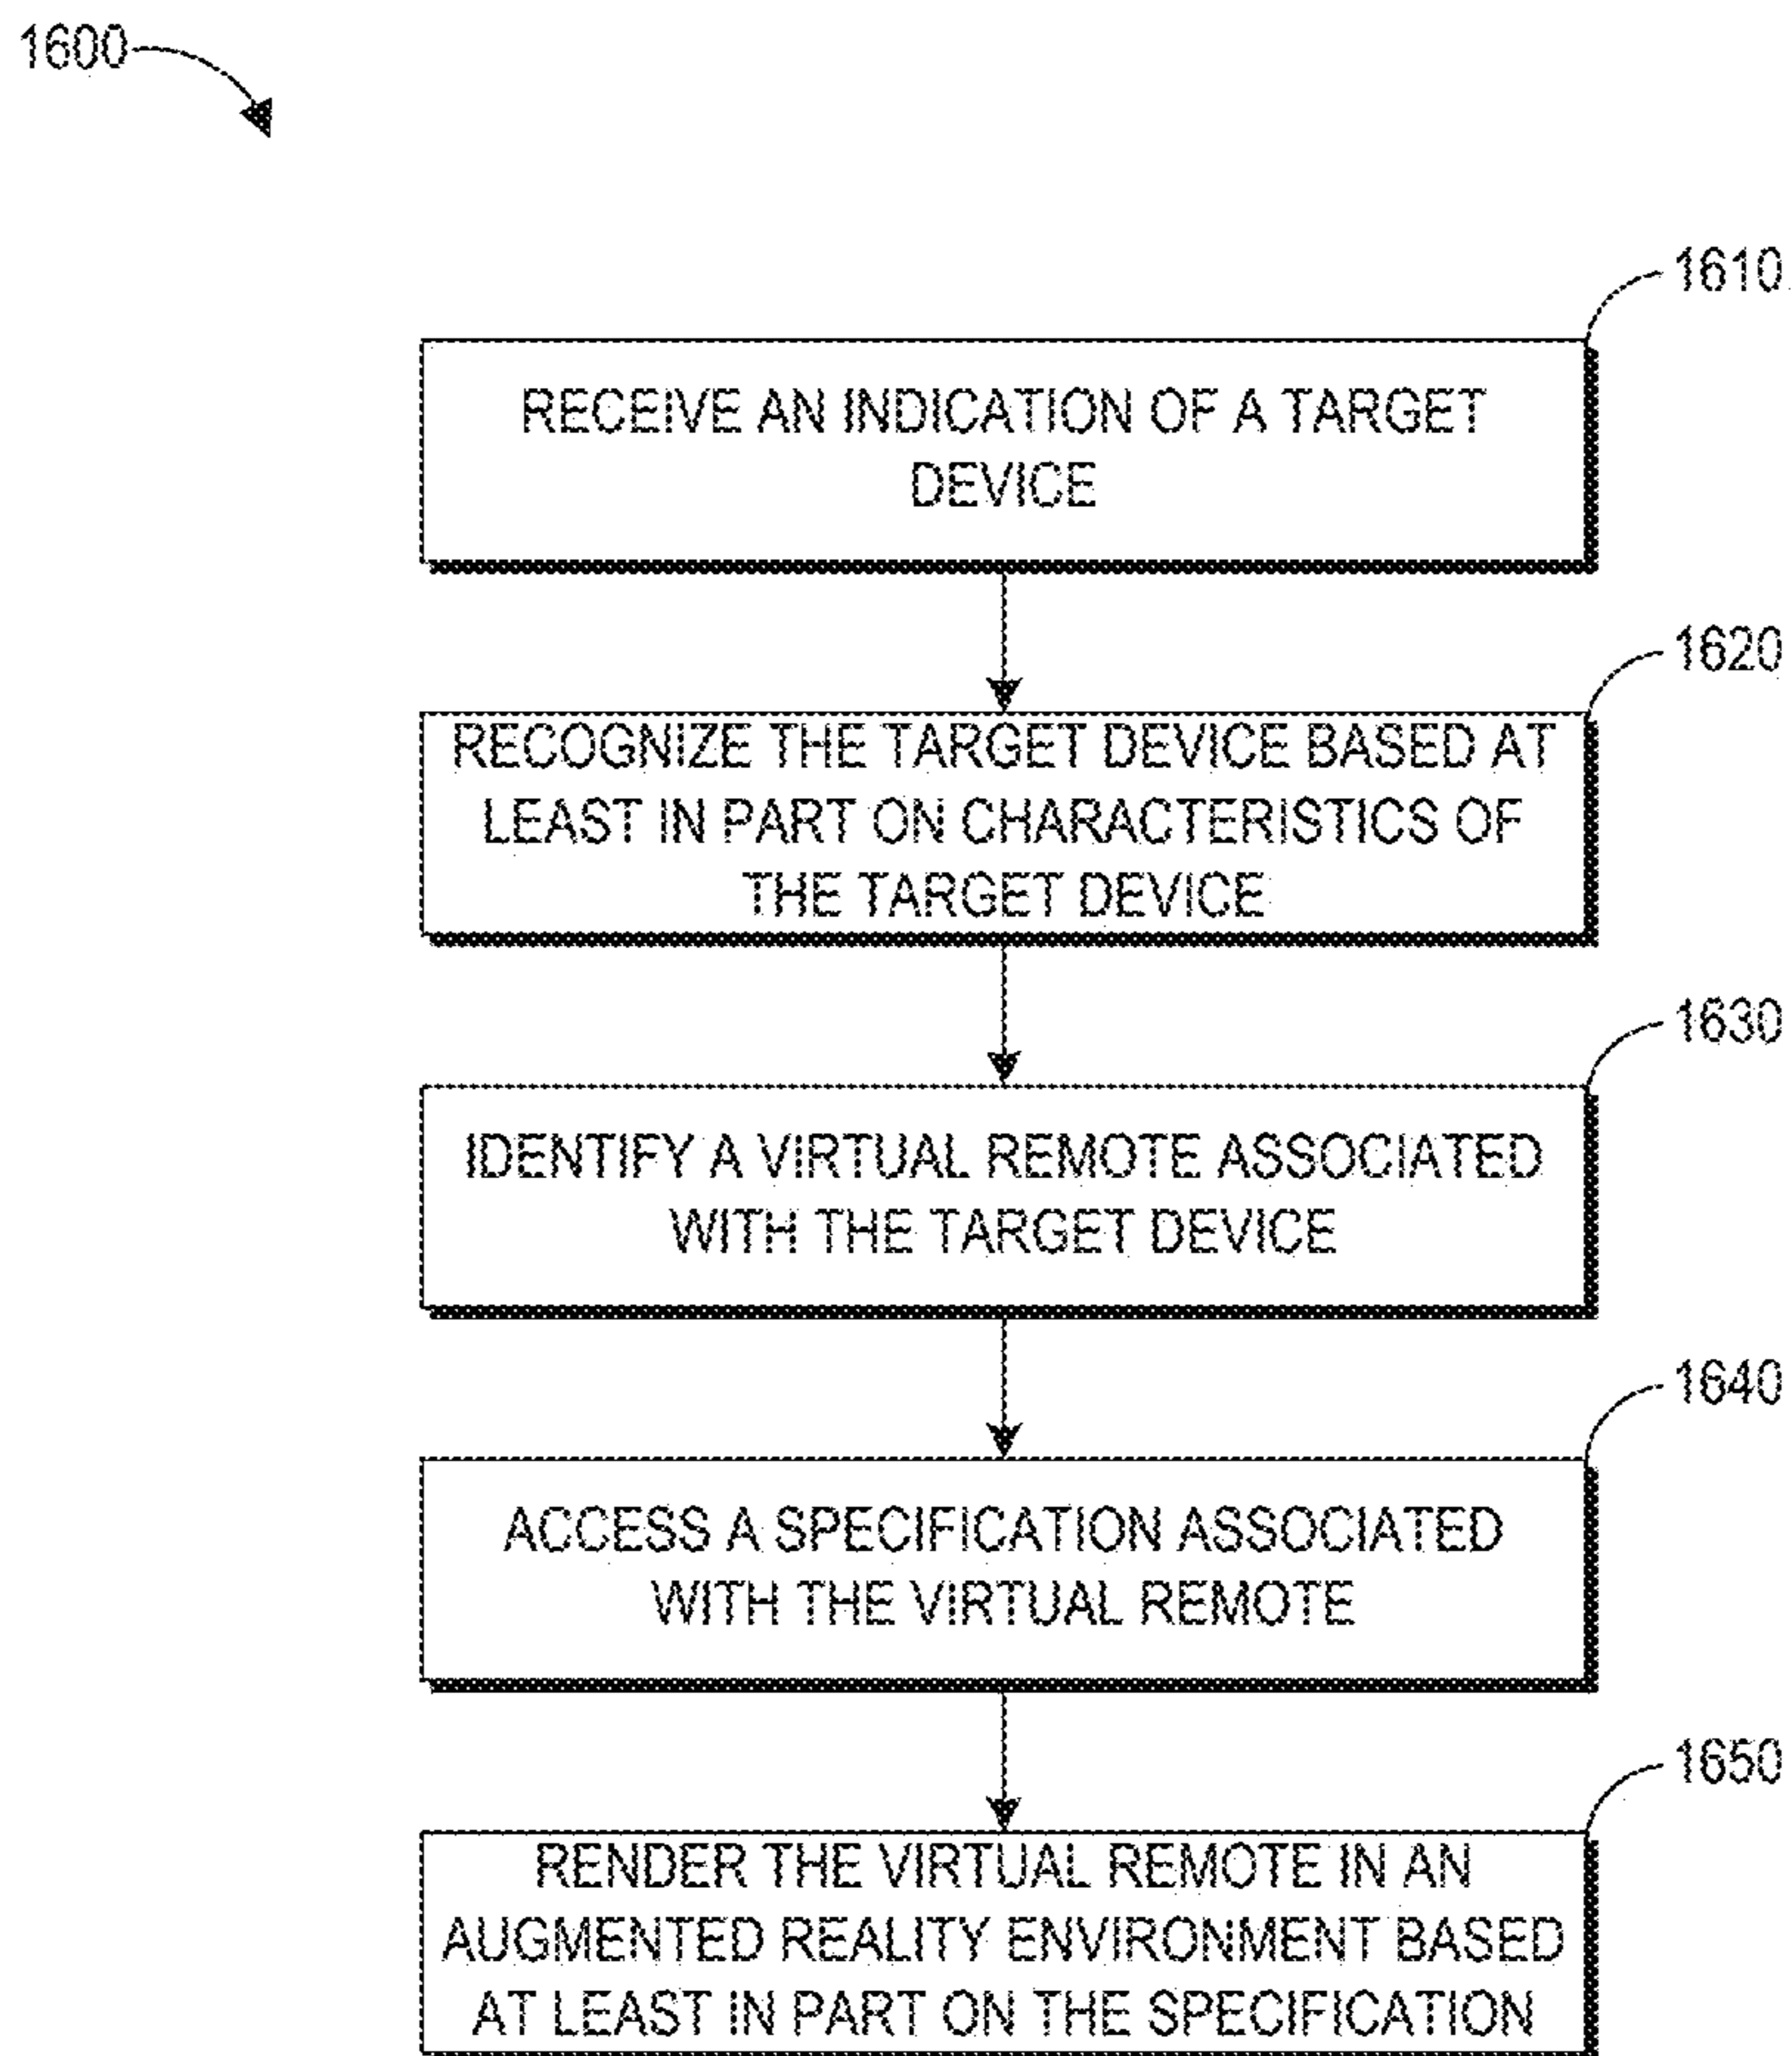 1600
1610
RECEIVE AN INDICATION OF A TARGET
DEVICE
1620
RECOGNIZE THE TARGET DEVICE BASED AT
LEAST IN PART ON CHARACTERISTICS OF
THE TARGET DEVICE
1630
IDENTIFY A VIRTUAL REMOTE ASSOCIATED
WITH THE TARGET DEVICE
1640
ACCESS A SPECIFICATION ASSOCIATED
WITH THE VIRTUAL REMOTE
1650
RENDER THE VIRTUAL REMOTE IN AN
AUGMENTED REALITY ENVIRONMENT BASED
AT LEAST IN PART ON THE SPECIFICATION